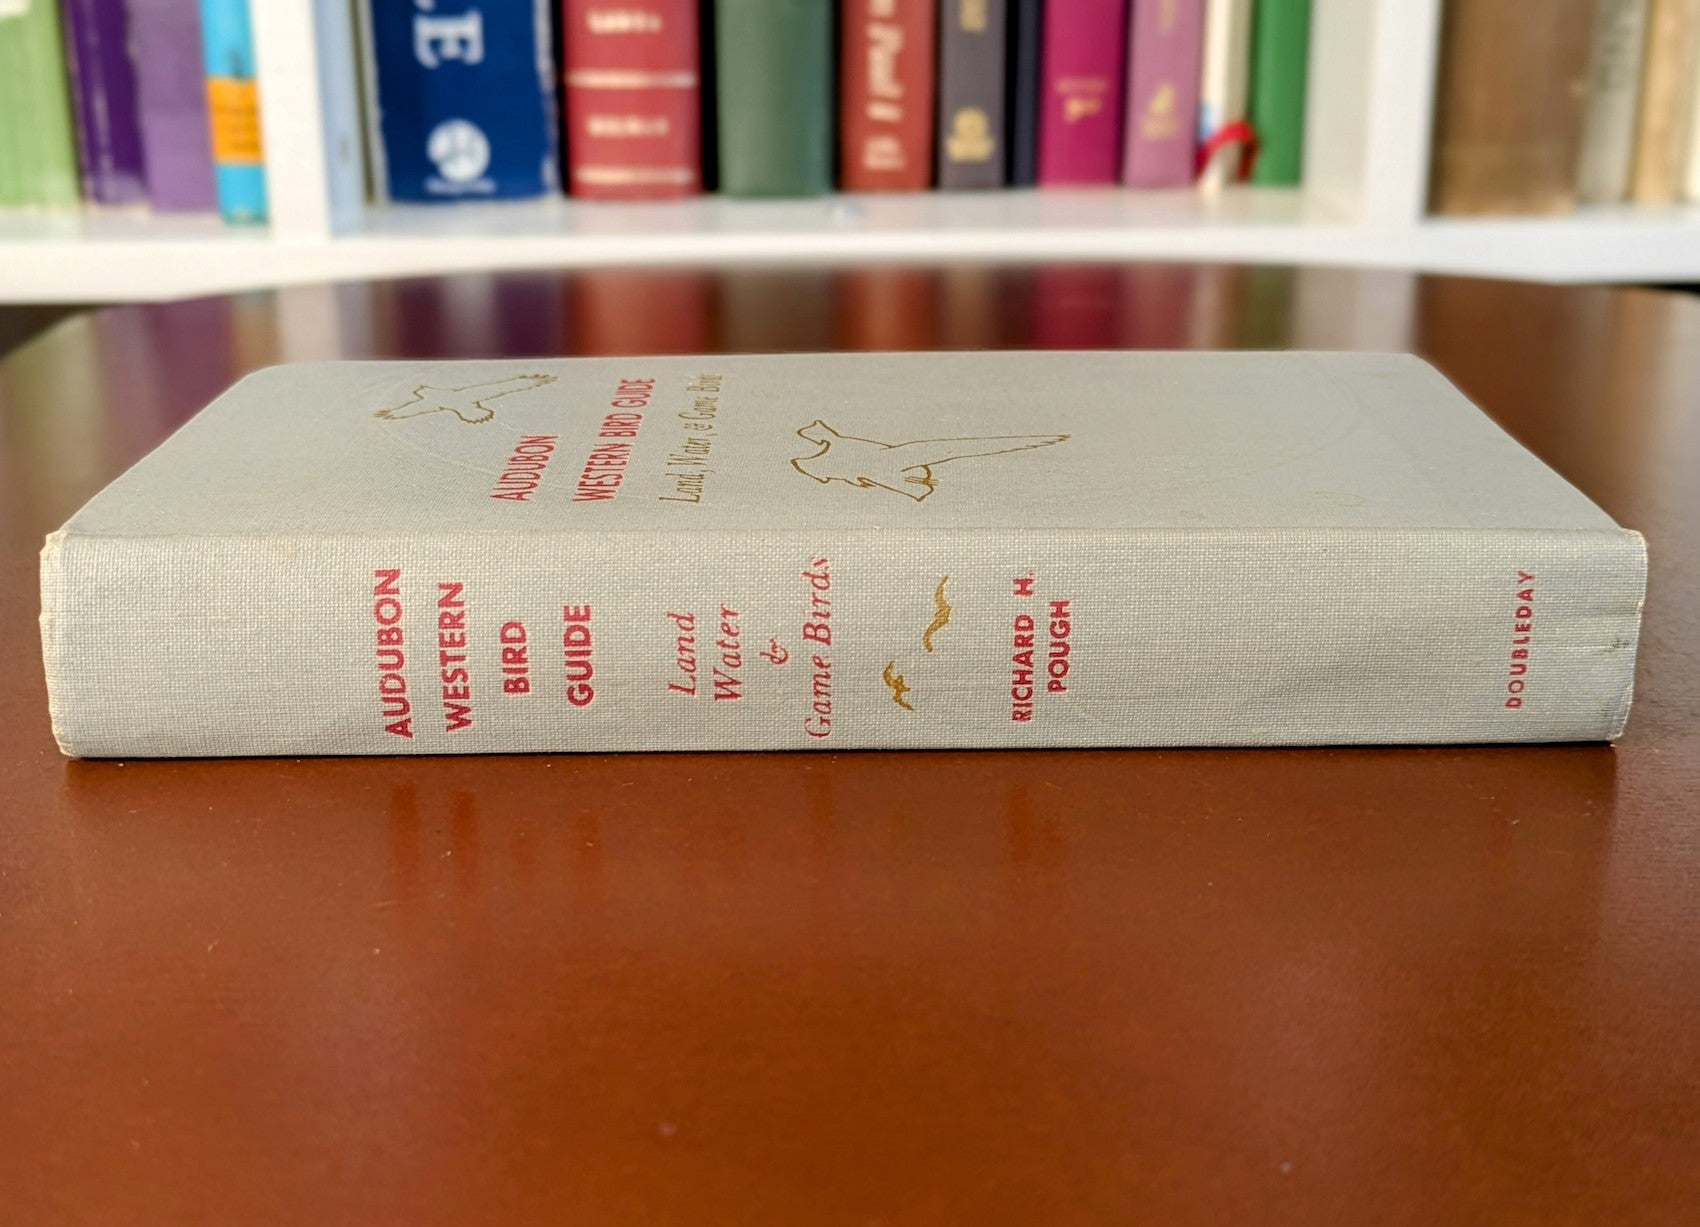 AUDUBON
WESTERN BIRD GUIDE
Land, Water, & Game Birds
AUDUBON
WESTERN
BIRD
GUIDE
Land
Water
&
Game Birds
RICHARD H.
POUGH
DOUBLEDAY